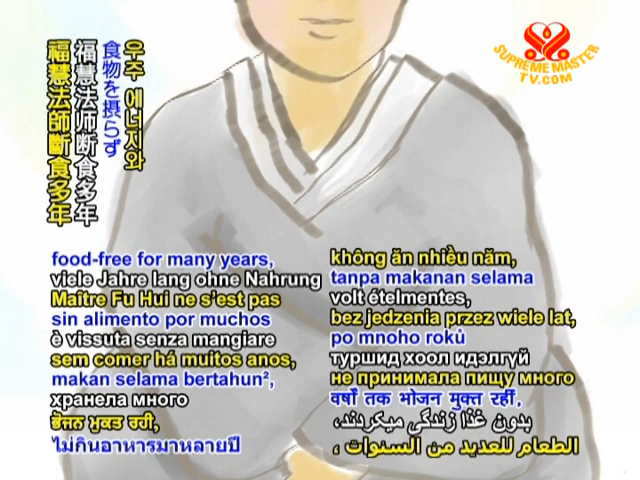 SUPREME MASTER
TV.COM
우주 에너지와
食物を摂らず
福慧法师断食多年
福慧法師斷食多年
food-free for many years,
viele Jahre lang ohne Nahrung
Maître Fu Hui ne s'est pas
sin alimento por muchos
è vissuta senza mangiare
sem comer há muitos anos,
makan selama bertahun²,
хранела много
ਭੋਜਨ ਮੁਕਤ ਰਹੀ,
ไม่กินอาหารมาหลายปี
không ăn nhiều năm,
tanpa makanan selama
volt ételmentes,
bez jedzenia przez wiele lat,
po mnoho roků
туршид хоол идэлгүй
не принимала пищу много
वर्षों तक भोजन मुक्त रहीं,
بدون غذا زندگی میکردند،
الطعام للعديد من السنوات ،